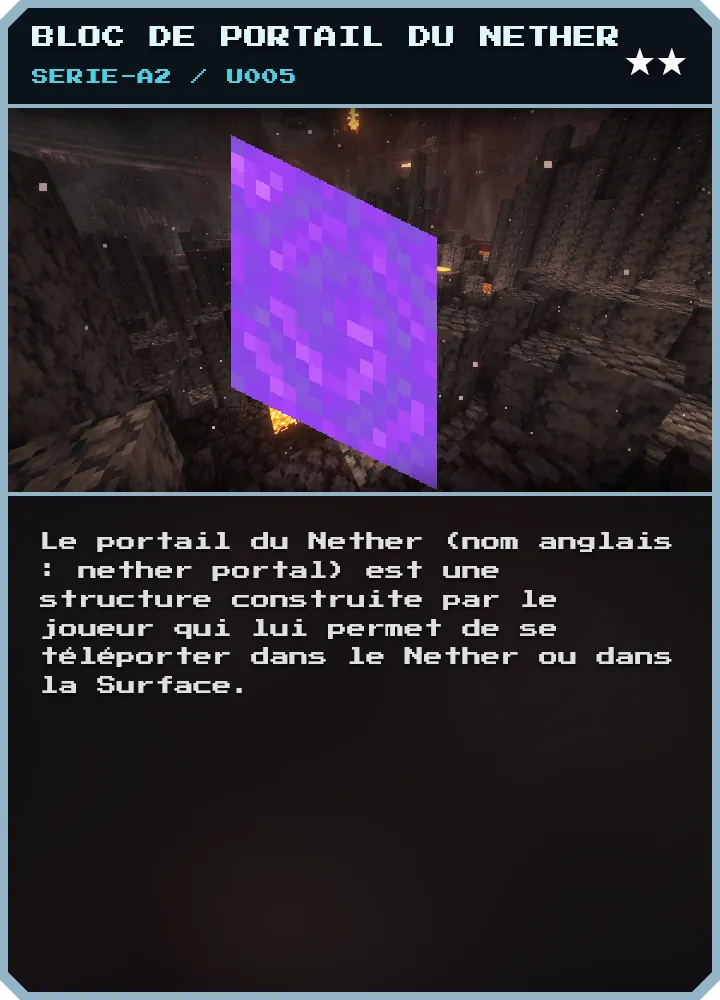 BLOC DE PORTAIL DU NETHER
SERIE-A2 / U005
★★
Le portail du Nether (nom anglais
: nether portal) est une
structure construite par le
joueur qui lui permet de se
téléporter dans le Nether ou dans
la Surface.